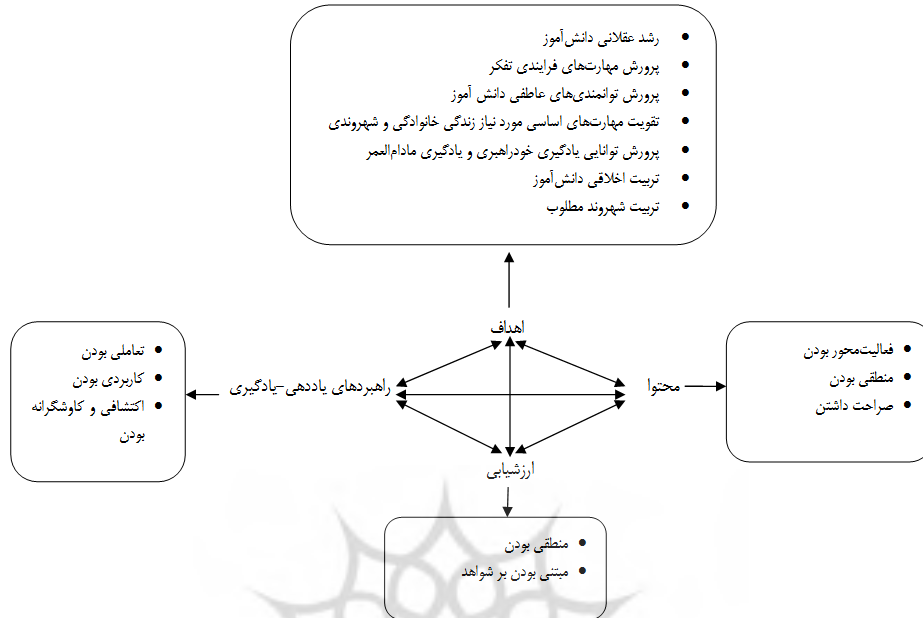 رشد عقلانی دانش‌آموز
پرورش مهارت‌های فرایندی تفکر
پرورش توانمندی‌های عاطفی دانش آموز
تقویت مهارت‌های اساسی مورد نیاز زندگی خانوادگی و شهروندی
پرورش توانایی یادگیری خودراهبری و یادگیری مادام‌العمر
تربیت اخلاقی دانش‌آموز
تربیت شهروند مطلوب
اهداف
فعالیت‌محور بودن
منطقی بودن
صراحت داشتن
محتوا
راهبردهای یاددهی-یادگیری
تعاملی بودن
کاربردی بودن
اکتشافی و کاوشگرانه
بودن
ارزشیابی
منطقی بودن
مبتنی بودن بر شواهد